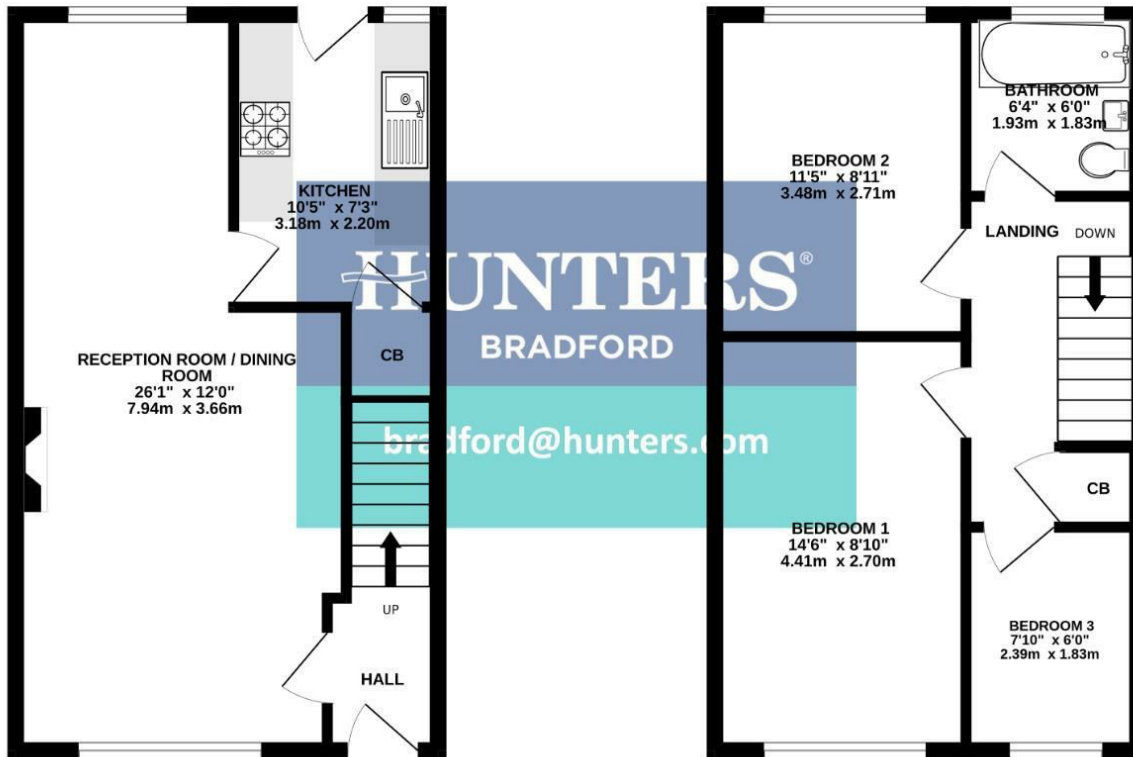 KITCHEN
10'5" x 7'3"
3.18m x 2.20m
RECEPTION ROOM / DINING
ROOM
26'1" x 12'0"
7.94m x 3.66m
CB
UP
HALL
HUNTERS®
BRADFORD
bradford@hunters.com
BATHROOM
6'4" x 6'0"
1.93m x 1.83m
BEDROOM 2
11'5" x 8'11"
3.48m x 2.71m
LANDING
DOWN
CB
BEDROOM 1
14'6" x 8'10"
4.41m x 2.70m
BEDROOM 3
7'10" x 6'0"
2.39m x 1.83m